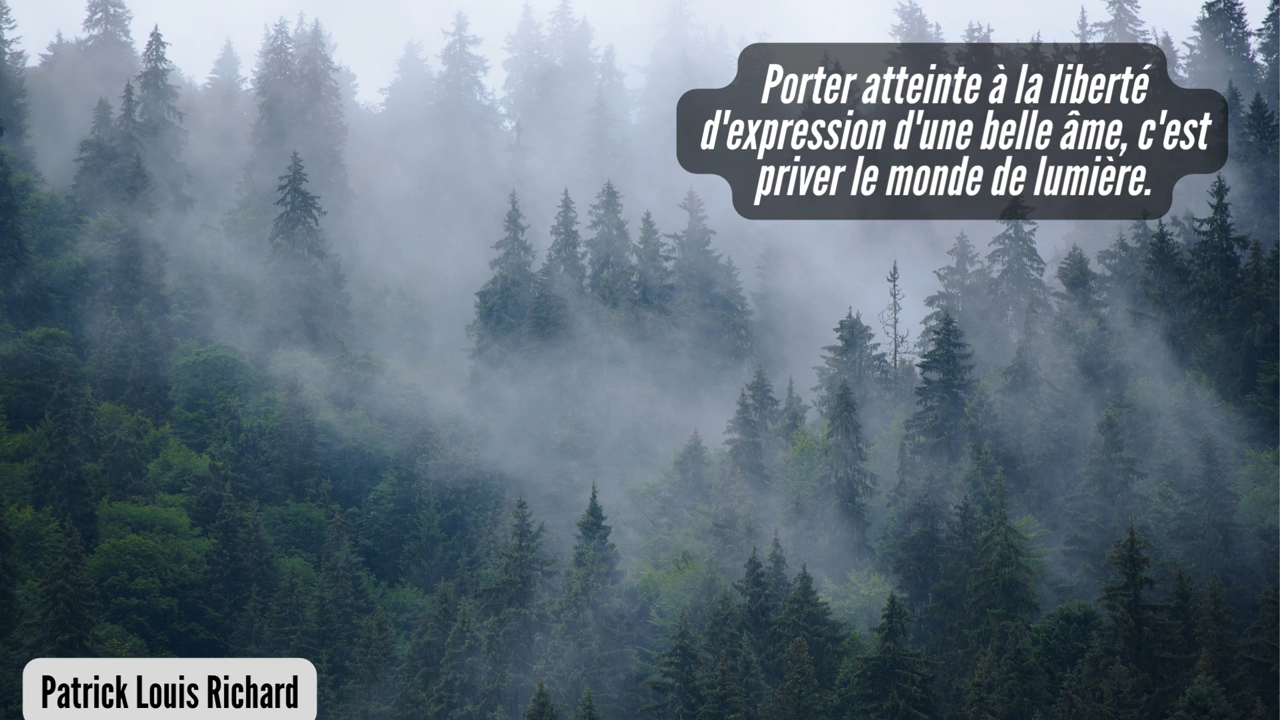 Porter atteinte à la liberté
d'expression d'une belle âme, c'est
priver le monde de lumière.
Patrick Louis Richard